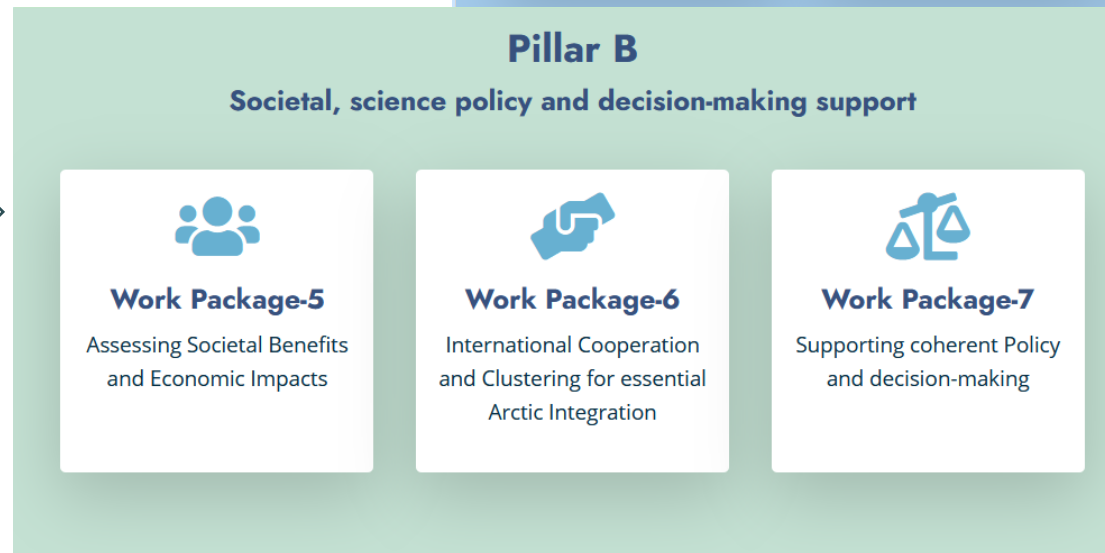 Pillar B
Societal, science policy and decision-making support
Work Package-5
Assessing Societal Benefits
and Economic Impacts
Work Package-6
International Cooperation
and Clustering for essential
Arctic Integration
Work Package-7
Supporting coherent Policy
and decision-making